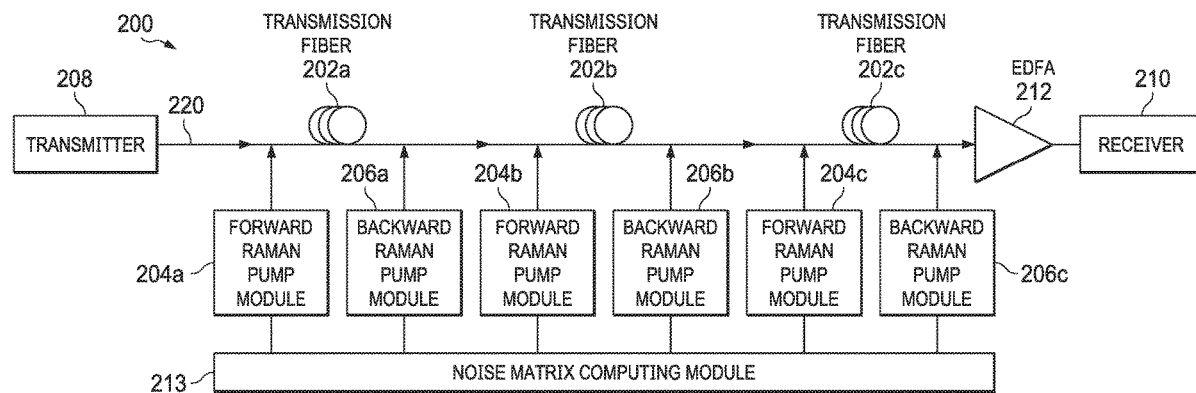 200
TRANSMISSION
FIBER
202a
TRANSMISSION
FIBER
202b
TRANSMISSION
FIBER
202c
EDFA
212
208
220
210
TRANSMITTER
RECEIVER
206a
204b
206b
204c
FORWARD
RAMAN
PUMP
MODULE
BACKWARD
RAMAN
PUMP
MODULE
FORWARD
RAMAN
PUMP
MODULE
BACKWARD
RAMAN
PUMP
MODULE
FORWARD
RAMAN
PUMP
MODULE
BACKWARD
RAMAN
PUMP
MODULE
204a
206c
213
NOISE MATRIX COMPUTING MODULE